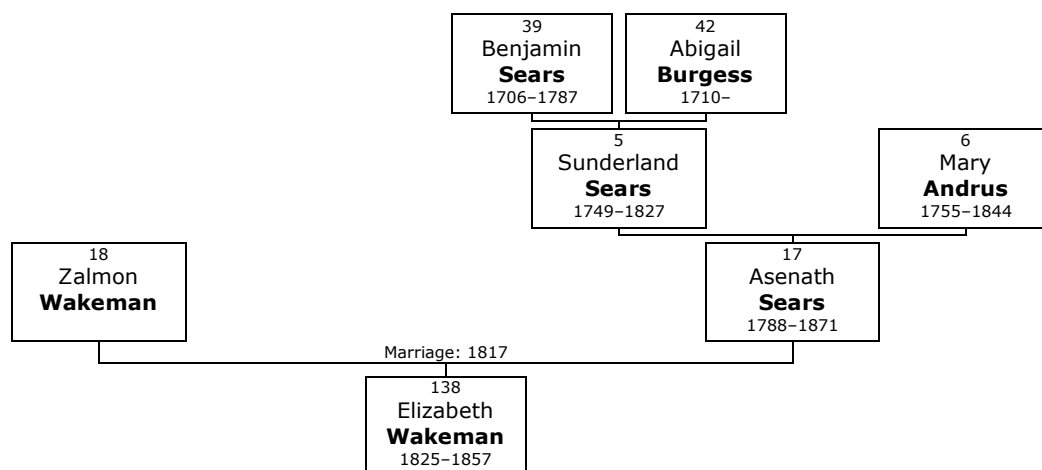 39
Benjamin
Sears
1706–1787
42
Abigail
Burgess
1710–
5
Sunderland
Sears
1749–1827
6
Mary
Andrus
1755–1844
18
Zalmon
Wakeman
17
Asenath
Sears
1788–1871
Marriage: 1817
138
Elizabeth
Wakeman
1825–1857